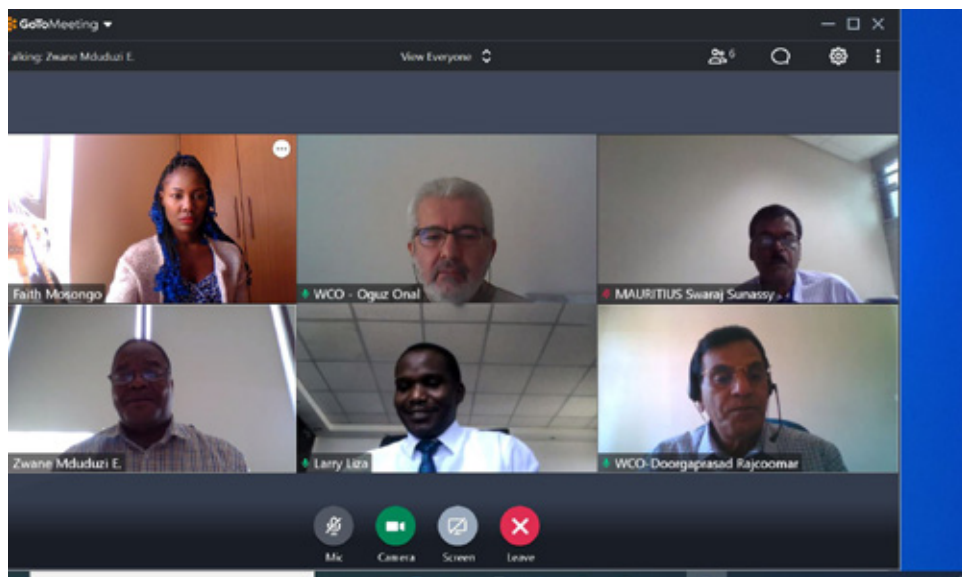 GoToMeeting
Talking: Zwane Mduduzi E.
View Everyone
6
Faith Mosongo
WCO - Oguz Onal
MAURITIUS Swaraj Sunassy
Zwane Mduduzi E.
Larry Liza
WCO-Doorgaprasad Rajcoomar
Mic
Camera
Screen
Leave